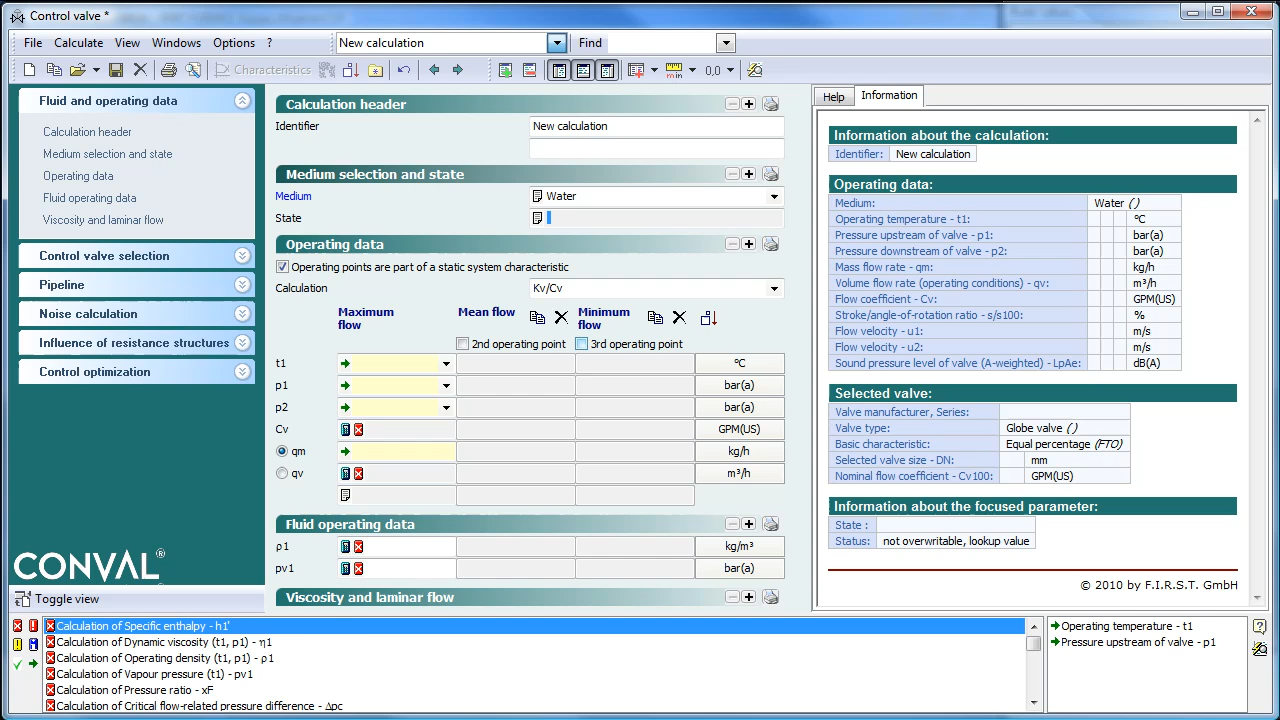 Control valve *
File Calculate View Windows Options ? New calculation Find
Characteristics 0,0
Fluid and operating data
Calculation header
Medium selection and state
Operating data
Fluid operating data
Viscosity and laminar flow
Control valve selection
Pipeline
Noise calculation
Influence of resistance structures
Control optimization
CONVAL®
Toggle view
Calculation header
Identifier New calculation
Medium selection and state
Medium Water
State
Operating data
Operating points are part of a static system characteristic
Calculation Kv/Cv
Maximum flow Mean flow Minimum flow
2nd operating point 3rd operating point
t1 °C
p1 bar(a)
p2 bar(a)
Cv GPM(US)
qm kg/h
qv m³/h
Fluid operating data
ρ1 kg/m³
pv1 bar(a)
Viscosity and laminar flow
Help Information
Information about the calculation:
Identifier: New calculation
Operating data:
Medium: Water ()
Operating temperature - t1: °C
Pressure upstream of valve - p1: bar(a)
Pressure downstream of valve - p2: bar(a)
Mass flow rate - qm: kg/h
Volume flow rate (operating conditions) - qv: m³/h
Flow coefficient - Cv: GPM(US)
Stroke/angle-of-rotation ratio - s/s100: %
Flow velocity - u1: m/s
Flow velocity - u2: m/s
Sound pressure level of valve (A-weighted) - LpAe: dB(A)
Selected valve:
Valve manufacturer, Series:
Valve type: Globe valve ()
Basic characteristic: Equal percentage (FTO)
Selected valve size - DN: mm
Nominal flow coefficient - Cv100: GPM(US)
Information about the focused parameter:
State :
Status: not overwritable, lookup value
© 2010 by F.I.R.S.T. GmbH
Calculation of Specific enthalpy - h1'
Calculation of Dynamic viscosity (t1, p1) - η1
Calculation of Operating density (t1, p1) - ρ1
Calculation of Vapour pressure (t1) - pv1
Calculation of Pressure ratio - xF
Calculation of Critical flow-related pressure difference - Δpc
Operating temperature - t1
Pressure upstream of valve - p1